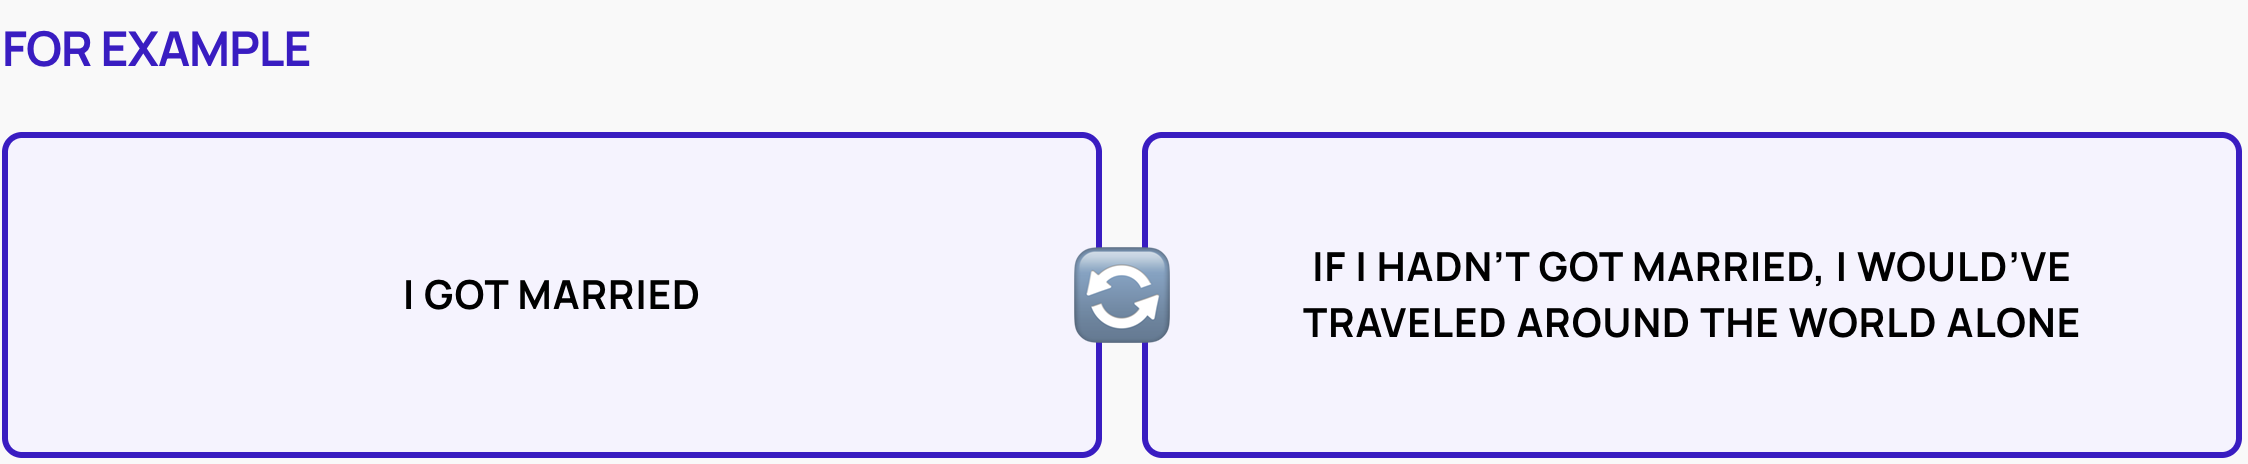 FOR EXAMPLE
I GOT MARRIED
IF I HADN’T GOT MARRIED, I WOULD’VE
TRAVELED AROUND THE WORLD ALONE